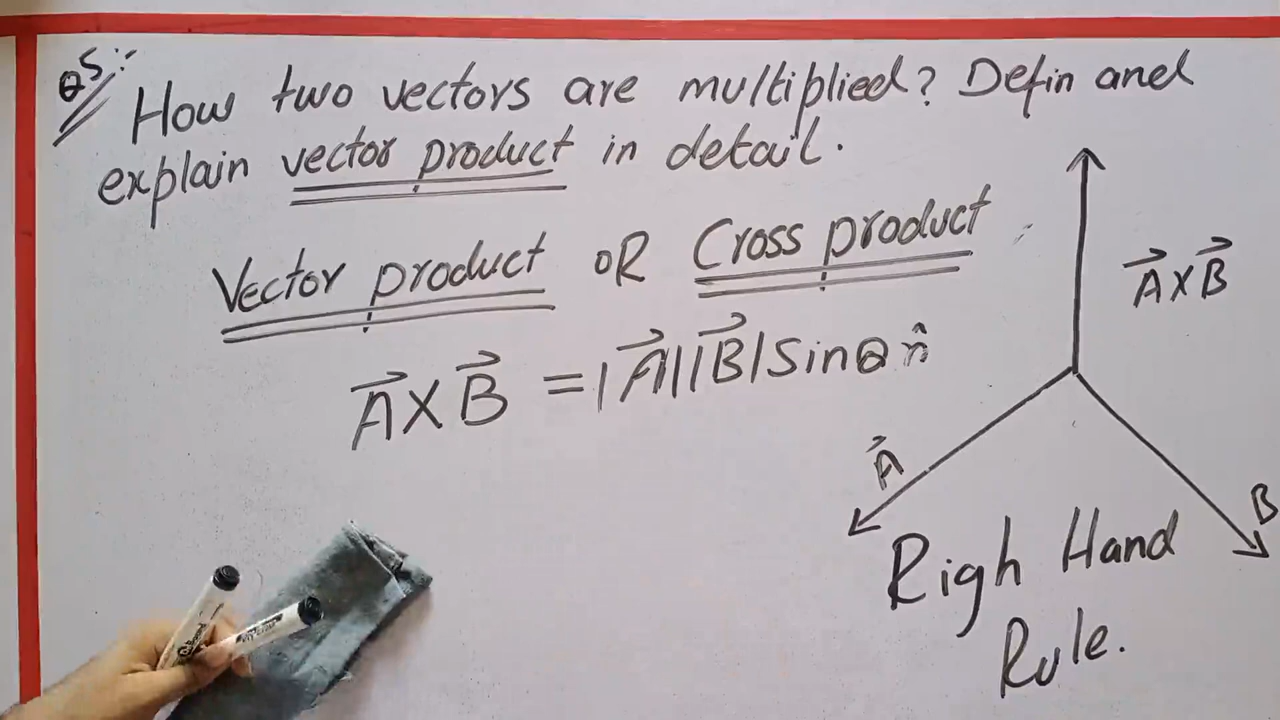 Q5:-
How two vectors are multiplied? Defin and
explain vector product in detail.
Vector product OR Cross product
A⃗ X B⃗ = |A⃗||B⃗| Sinθ n̂
A⃗ X B⃗
A⃗
B
Righ Hand
Rule.